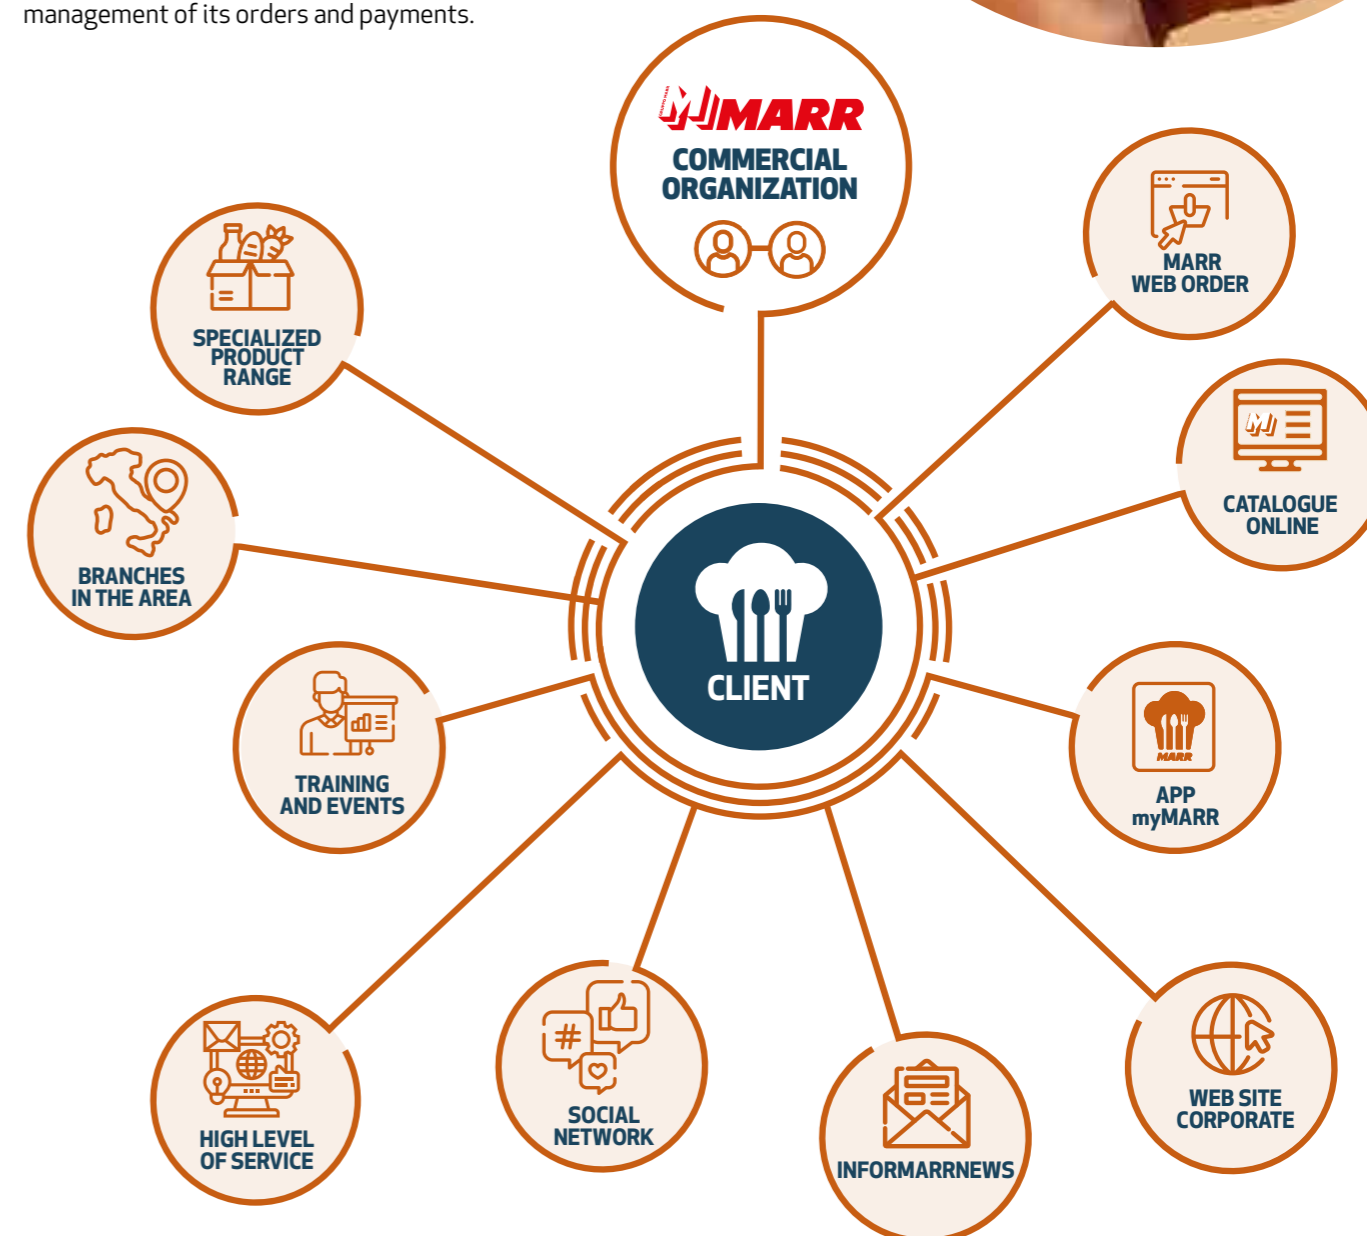 management of its orders and payments.
MARR
COMMERCIAL
ORGANIZATION
MARR
WEB ORDER
SPECIALIZED
PRODUCT
RANGE
CATALOGUE
ONLINE
BRANCHES
IN THE AREA
CLIENT
TRAINING
AND EVENTS
MARR
APP
myMARR
HIGH LEVEL
OF SERVICE
#
SOCIAL
NETWORK
INFORMARRNEWS
WEB SITE
CORPORATE